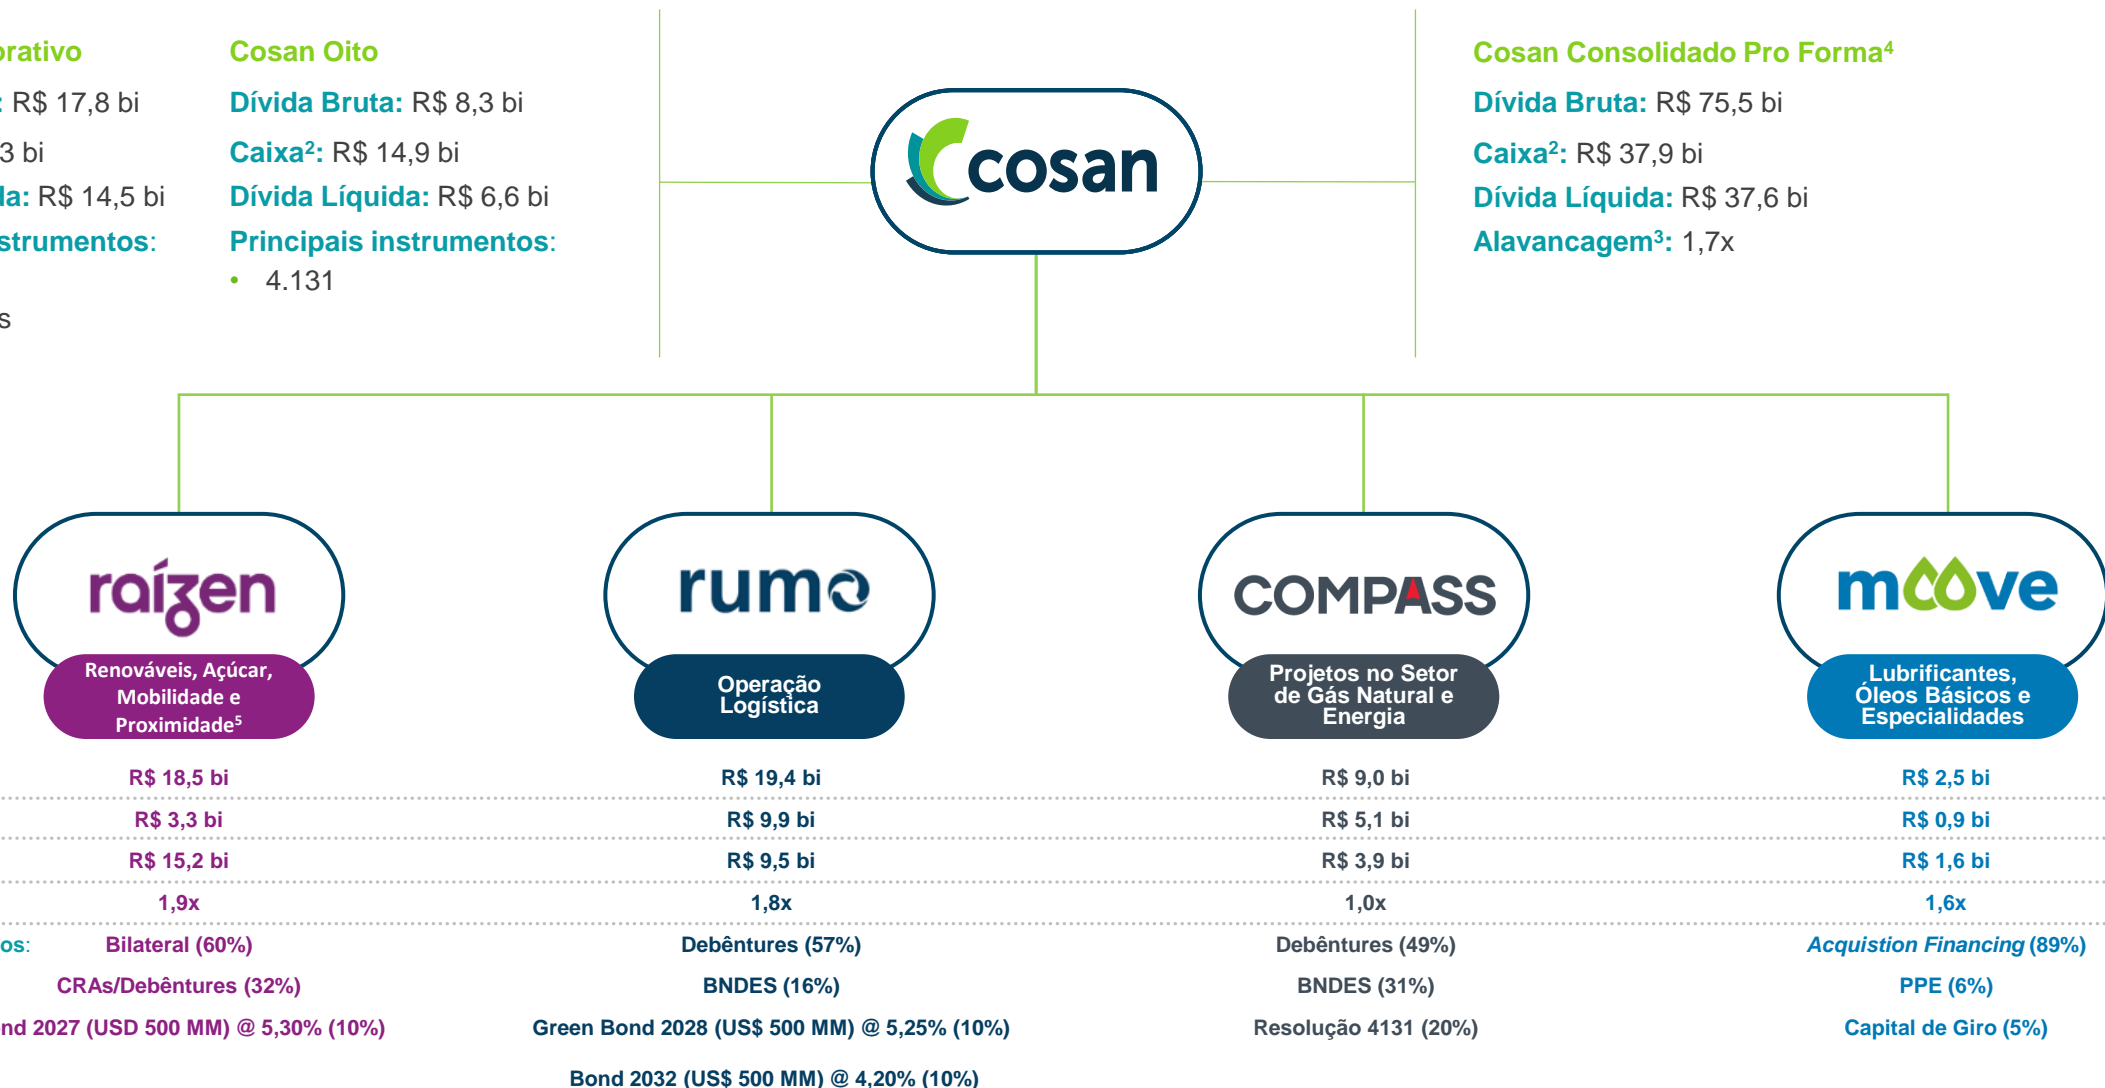 orativo
: R$ 17,8 bi
3 bi
da: R$ 14,5 bi
strumentos:
s
Cosan Oito
Dívida Bruta: R$ 8,3 bi
Caixa²: R$ 14,9 bi
Dívida Líquida: R$ 6,6 bi
Principais instrumentos:
• 4.131
cosan
Cosan Consolidado Pro Forma⁴
Dívida Bruta: R$ 75,5 bi
Caixa²: R$ 37,9 bi
Dívida Líquida: R$ 37,6 bi
Alavancagem³: 1,7x
raízen
Renováveis, Açúcar,
Mobilidade e
Proximidade⁵
rumo
Operação
Logística
COMPASS
Projetos no Setor
de Gás Natural e
Energia
moove
Lubrificantes,
Óleos Básicos e
Especialidades
R$ 18,5 bi R$ 19,4 bi R$ 9,0 bi R$ 2,5 bi
R$ 3,3 bi R$ 9,9 bi R$ 5,1 bi R$ 0,9 bi
R$ 15,2 bi R$ 9,5 bi R$ 3,9 bi R$ 1,6 bi
1,9x 1,8x 1,0x 1,6x
os: Bilateral (60%) Debêntures (57%) Debêntures (49%) Acquistion Financing (89%)
CRAs/Debêntures (32%) BNDES (16%) BNDES (31%) PPE (6%)
nd 2027 (USD 500 MM) @ 5,30% (10%) Green Bond 2028 (US$ 500 MM) @ 5,25% (10%) Resolução 4131 (20%) Capital de Giro (5%)
Bond 2032 (US$ 500 MM) @ 4,20% (10%)